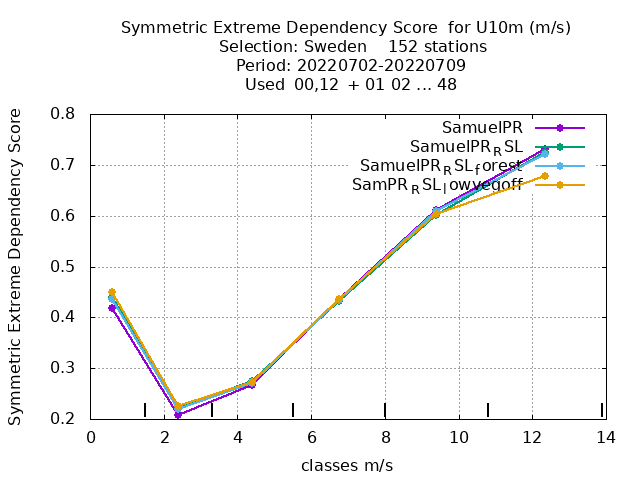 Symmetric Extreme Dependency Score  for U10m (m/s)
Selection: Sweden    152 stations
Period: 20220702-20220709
Used  00,12  + 01 02 ... 48
Symmetric Extreme Dependency Score
0.8
0.7
0.6
0.5
0.4
0.3
0.2
SamuelPR
SamuelPR_RSL
SamuelPR_RSL_forest
SamPR_RSL_lowvegoff
0 2 4 6 8 10 12 14
classes m/s